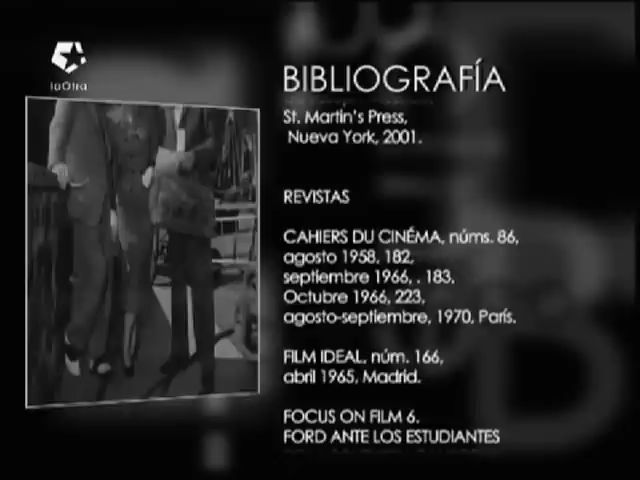 laOtra
BIBLIOGRAFÍA
St. Martin's Press,
Nueva York, 2001.
REVISTAS
CAHIERS DU CINÉMA, núms. 86,
agosto 1958, 182,
septiembre 1966, . 183,
Octubre 1966, 223,
agosto-septiembre, 1970, París.
FILM IDEAL, núm. 166,
abril 1965, Madrid.
FOCUS ON FILM 6.
FORD ANTE LOS ESTUDIANTES